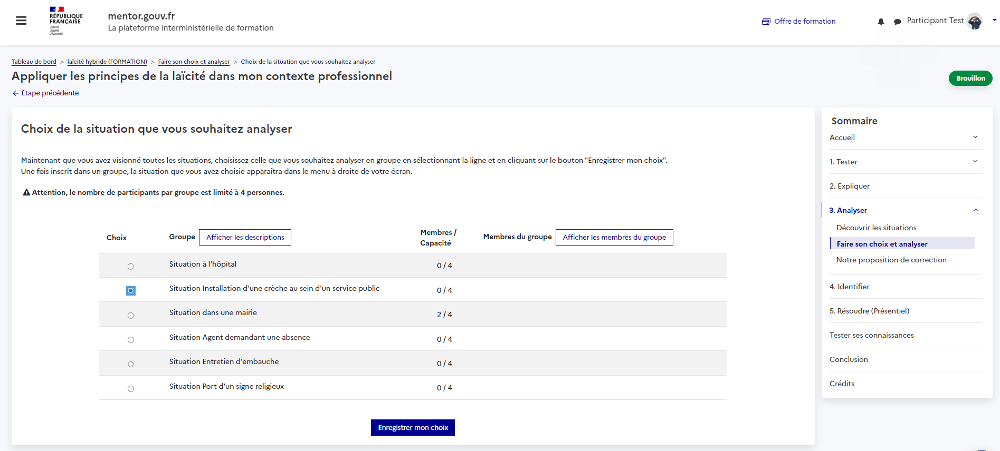 RÉPUBLIQUE
FRANÇAISE
Liberté
Égalité
Fraternité
mentor.gouv.fr
La plateforme interministérielle de formation
Offre de formation
Participant Test
Tableau de bord > laïcité hybride (FORMATION) > Faire son choix et analyser > Choix de la situation que vous souhaitez analyser
Appliquer les principes de la laïcité dans mon contexte professionnel
Brouillon
← Étape précédente
Choix de la situation que vous souhaitez analyser
Maintenant que vous avez visionné toutes les situations, choisissez celle que vous souhaitez analyser en groupe en sélectionnant la ligne et en cliquant sur le bouton "Enregistrer mon choix".
Une fois inscrit dans un groupe, la situation que vous avez choisie apparaîtra dans le menu à droite de votre écran.
Attention, le nombre de participants par groupe est limité à 4 personnes.
Choix
Groupe
Afficher les descriptions
Membres /
Capacité
Membres du groupe
Afficher les membres du groupe
Situation à l'hôpital
0 / 4
Situation Installation d'une crèche au sein d'un service public
0 / 4
Situation dans une mairie
2 / 4
Situation Agent demandant une absence
0 / 4
Situation Entretien d'embauche
0 / 4
Situation Port d'un signe religieux
0 / 4
Enregistrer mon choix
Sommaire
Accueil
1. Tester
2. Expliquer
3. Analyser
Découvrir les situations
Faire son choix et analyser
Notre proposition de correction
4. Identifier
5. Résoudre (Présentiel)
Tester ses connaissances
Conclusion
Crédits